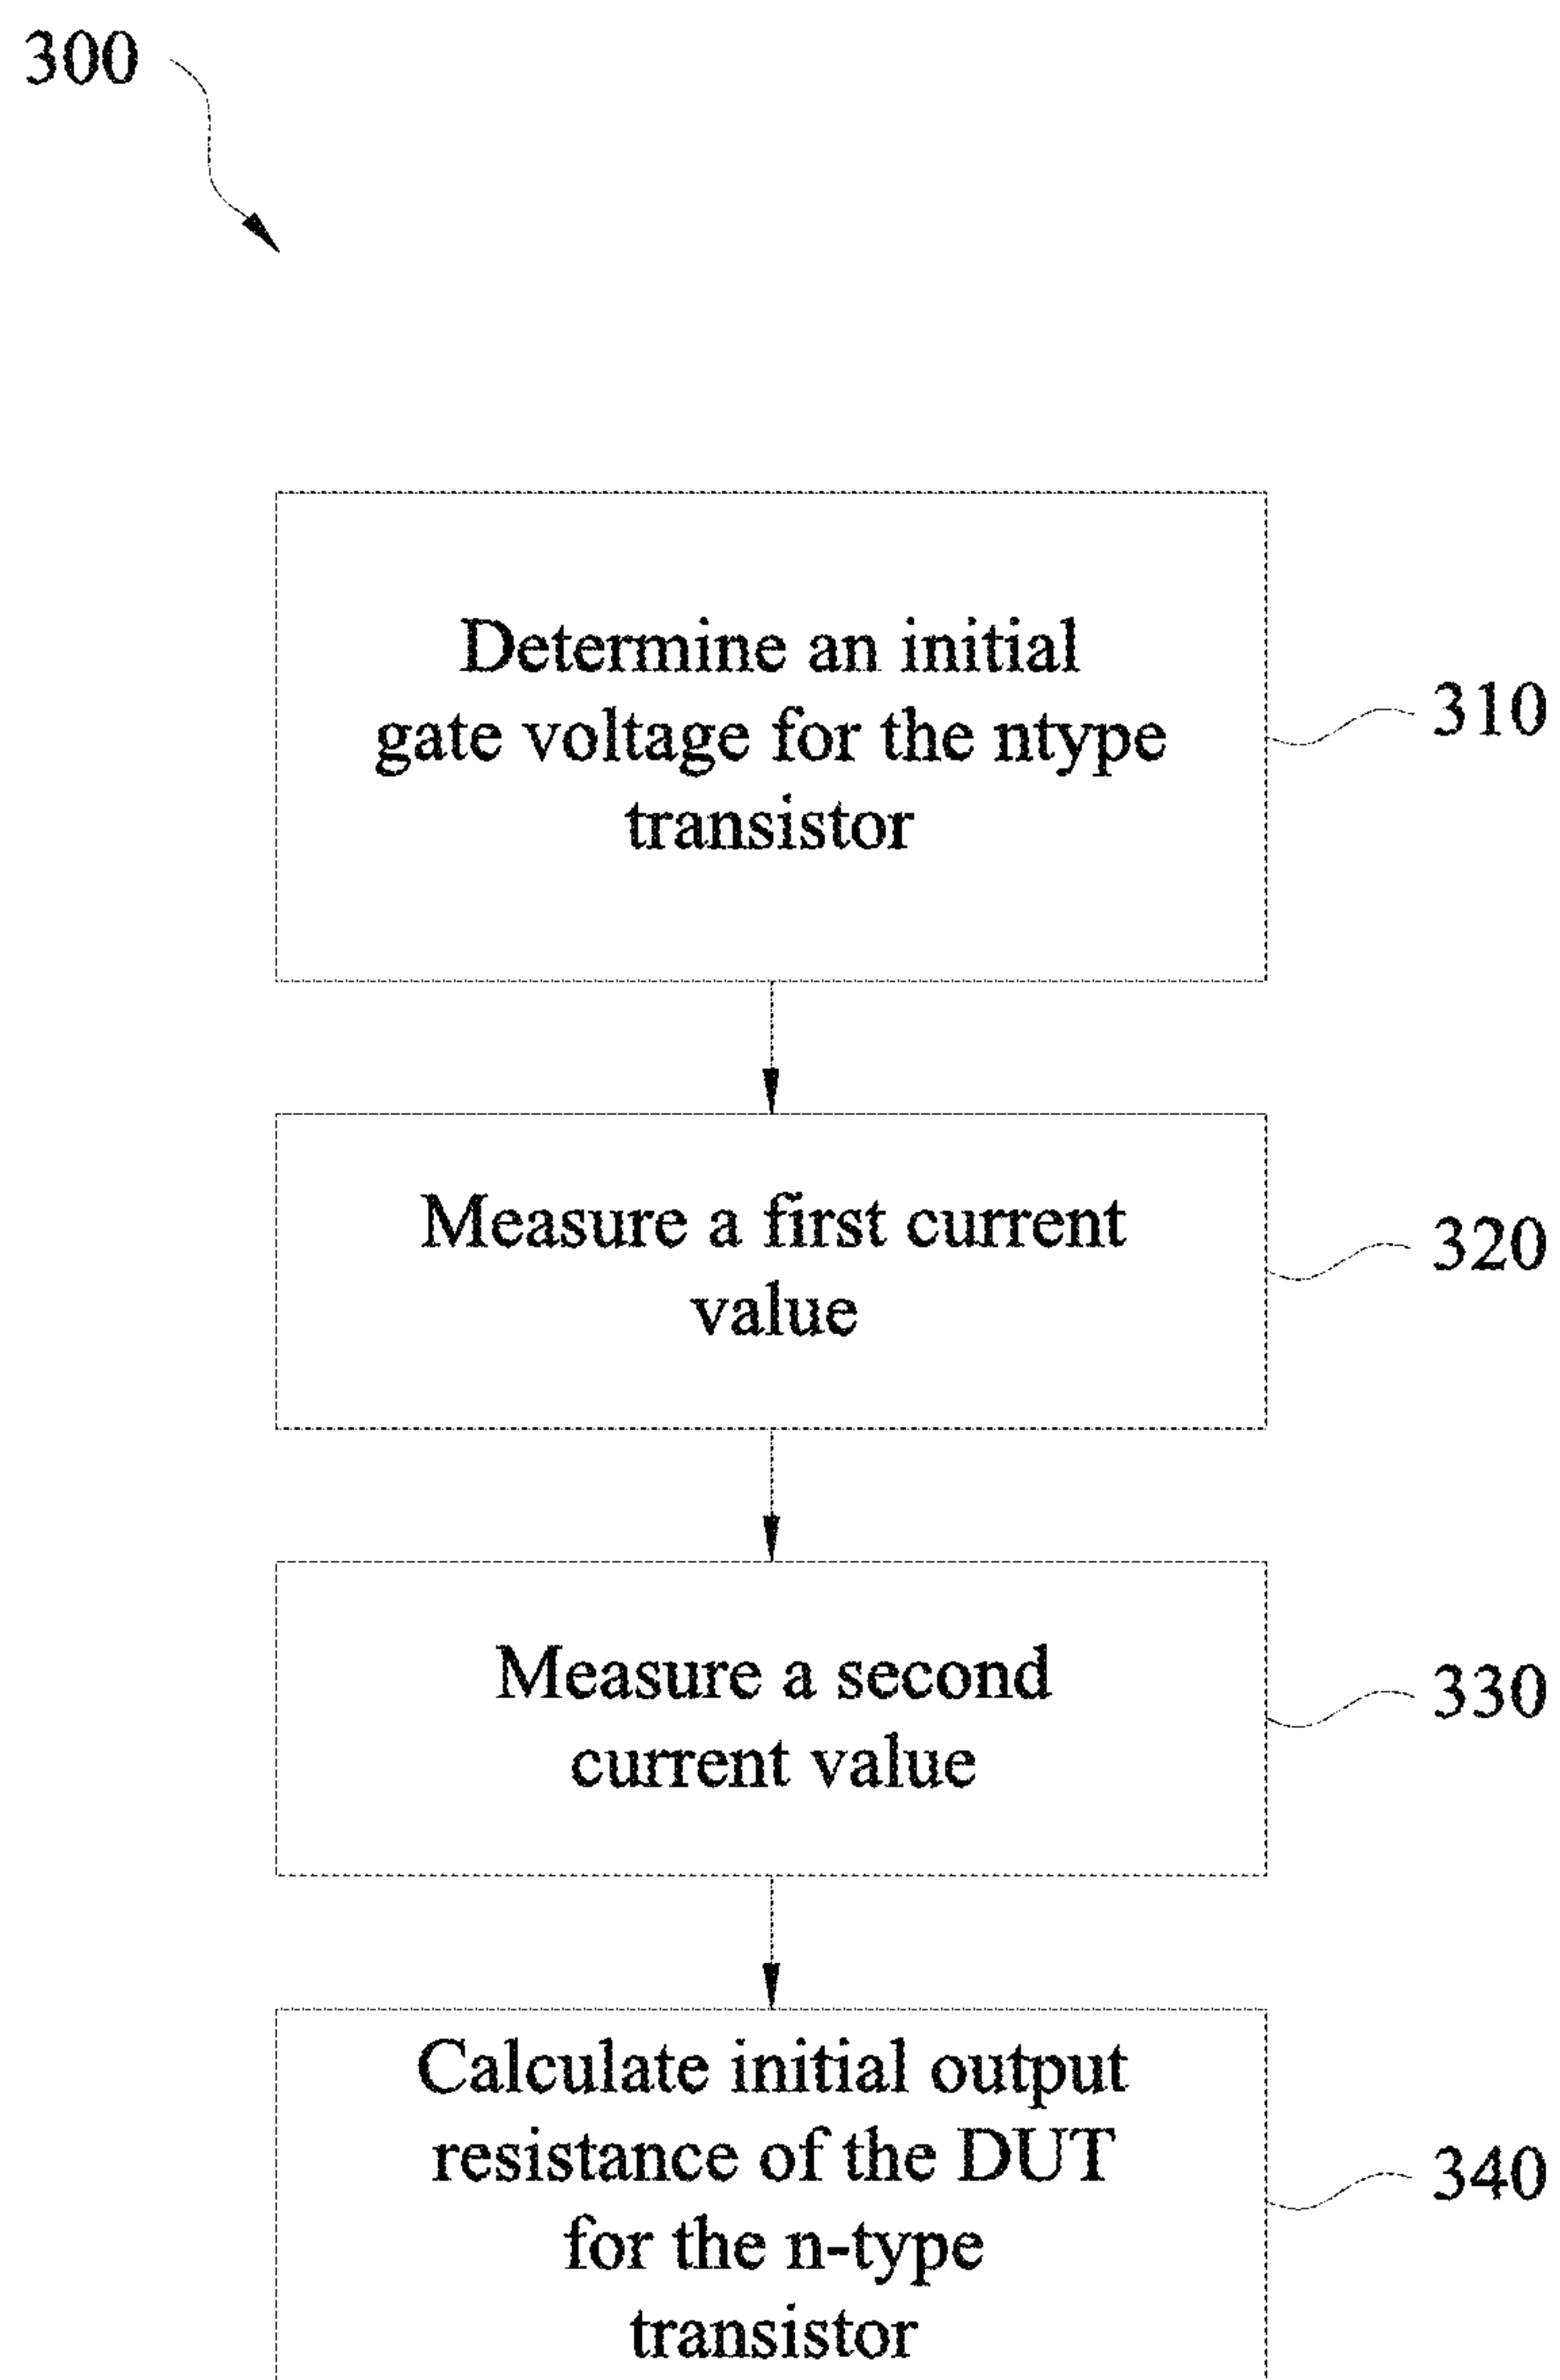 300
Determine an initial
gate voltage for the ntype
transistor
310
Measure a first current
value
320
Measure a second
current value
330
Calculate initial output
resistance of the DUT
for the n-type
transistor
340